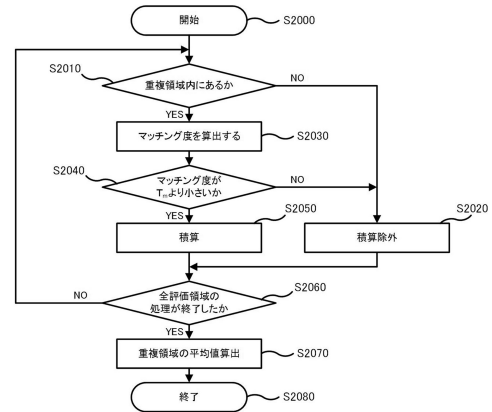 開始
S2000
S2010
重複領域内にあるか
NO
YES
マッチング度を算出する
S2030
S2040
マッチング度が
Tmより小さいか
NO
YES
S2050
積算
S2020
積算除外
NO
全評価領域の
処理が終了したか
S2060
YES
重複領域の平均値算出
S2070
終了
S2080